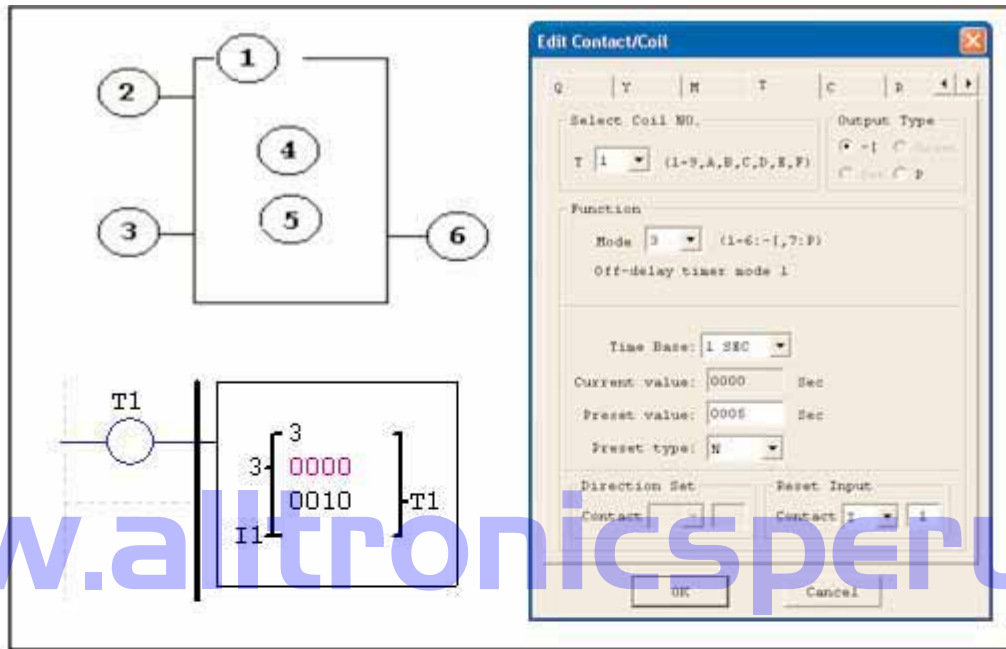 1
2
3
4
5
6
T1
3
3
0000
0010
T1
I1
Edit Contact/Coil
Q Y M T C R
Select Coil NO.
T 1 (1-9,A,B,C,D,E,F)
Output Type
-[
P
Function
Mode 3 (1-6:-[,7:P)
Off-delay timer mode 1
Time Base: 1 SEC
Current value: 0000 Sec
Preset value: 0005 Sec
Preset type: N
Direction Set
Contact
Reset Input
Contact I 1
OK Cancel
w.alltronicsperu